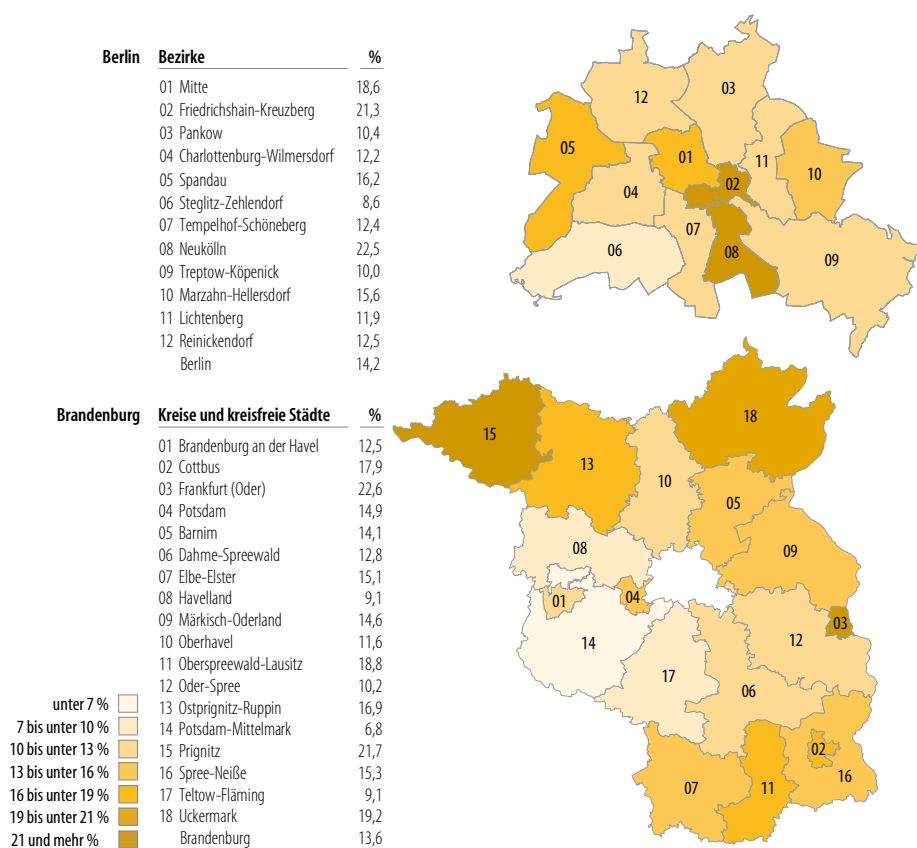 Berlin Bezirke %
01 Mitte 18,6
02 Friedrichshain-Kreuzberg 21,3
03 Pankow 10,4
04 Charlottenburg-Wilmersdorf 12,2
05 Spandau 16,2
06 Steglitz-Zehlendorf 8,6
07 Tempelhof-Schöneberg 12,4
08 Neukölln 22,5
09 Treptow-Köpenick 10,0
10 Marzahn-Hellersdorf 15,6
11 Lichtenberg 11,9
12 Reinickendorf 12,5
Berlin 14,2
03
12
05
01
11
10
02
04
07
06
08
09
Brandenburg Kreise und kreisfreie Städte %
01 Brandenburg an der Havel 12,5
02 Cottbus 17,9
03 Frankfurt (Oder) 22,6
04 Potsdam 14,9
05 Barnim 14,1
06 Dahme-Spreewald 12,8
07 Elbe-Elster 15,1
08 Havelland 9,1
09 Märkisch-Oderland 14,6
10 Oberhavel 11,6
11 Oberspreewald-Lausitz 18,8
12 Oder-Spree 10,2
13 Ostprignitz-Ruppin 16,9
14 Potsdam-Mittelmark 6,8
15 Prignitz 21,7
16 Spree-Neiße 15,3
17 Teltow-Fläming 9,1
18 Uckermark 19,2
Brandenburg 13,6
unter 7 %
7 bis unter 10 %
10 bis unter 13 %
13 bis unter 16 %
16 bis unter 19 %
19 bis unter 21 %
21 und mehr %
18
15
13
10
05
08
09
01
04
03
14
12
17
06
02
16
07
11